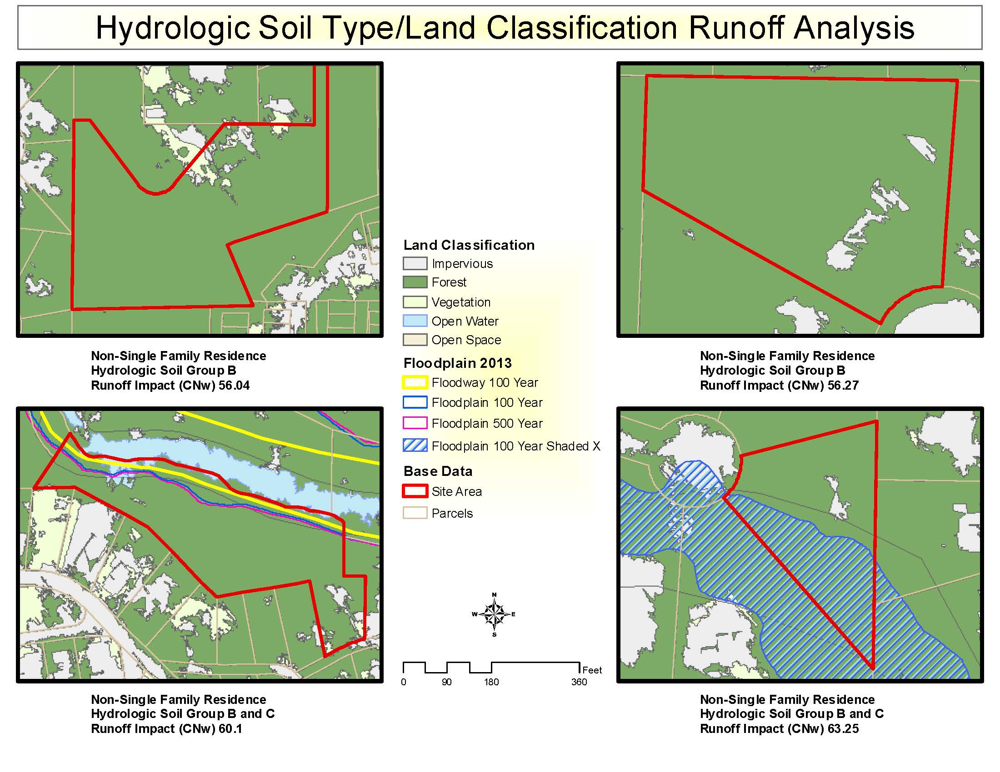 Hydrologic Soil Type/Land Classification Runoff Analysis
Non-Single Family Residence
Hydrologic Soil Group B
Runoff Impact (CNw) 56.04
Non-Single Family Residence
Hydrologic Soil Group B
Runoff Impact (CNw) 56.27
Land Classification
Impervious
Forest
Vegetation
Open Water
Open Space
Floodplain 2013
Floodway 100 Year
Floodplain 100 Year
Floodplain 500 Year
Floodplain 100 Year Shaded X
Base Data
Site Area
Parcels
N
W E
S
Feet
0 90 180 360
Non-Single Family Residence
Hydrologic Soil Group B and C
Runoff Impact (CNw) 60.1
Non-Single Family Residence
Hydrologic Soil Group B and C
Runoff Impact (CNw) 63.25